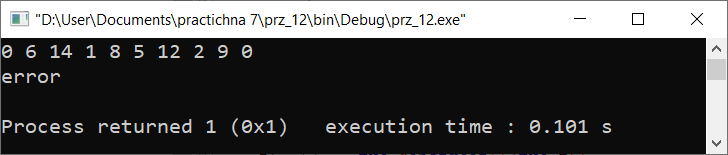 "D:\User\Documents\practichna 7\prz_12\bin\Debug\prz_12.exe"
0 6 14 1 8 5 12 2 9 0
error
Process returned 1 (0x1)   execution time : 0.101 s